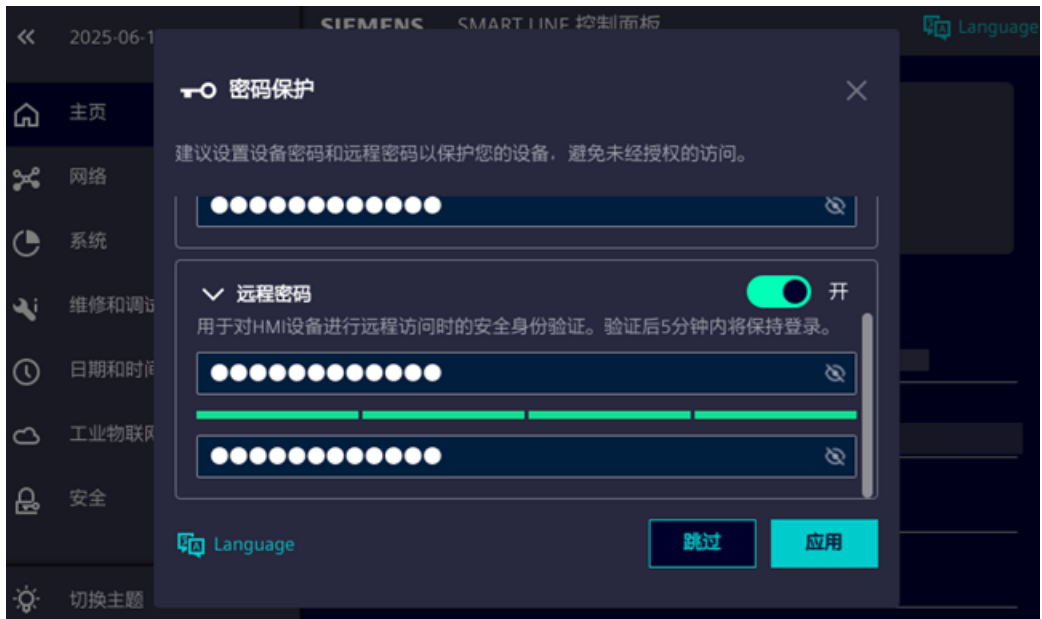 SIEMENS SMART LINE 控制面板
Language
2025-06-1
主页
网络
系统
维修和调试
日期和时间
工业物联网
安全
切换主题
密码保护
建议设置设备密码和远程密码以保护您的设备，避免未经授权的访问。
远程密码
开
用于对HMI设备进行远程访问时的安全身份验证。验证后5分钟内将保持登录。
Language
跳过
应用